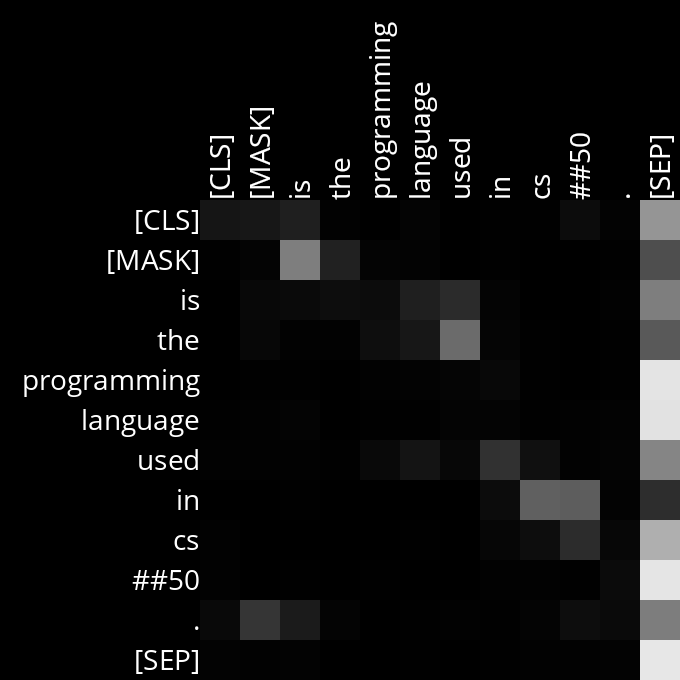 [CLS] [MASK] is the programming language used in cs ##50 . [SEP]
[CLS]
[MASK]
is
the
programming
language
used
in
cs
##50
.
[SEP]